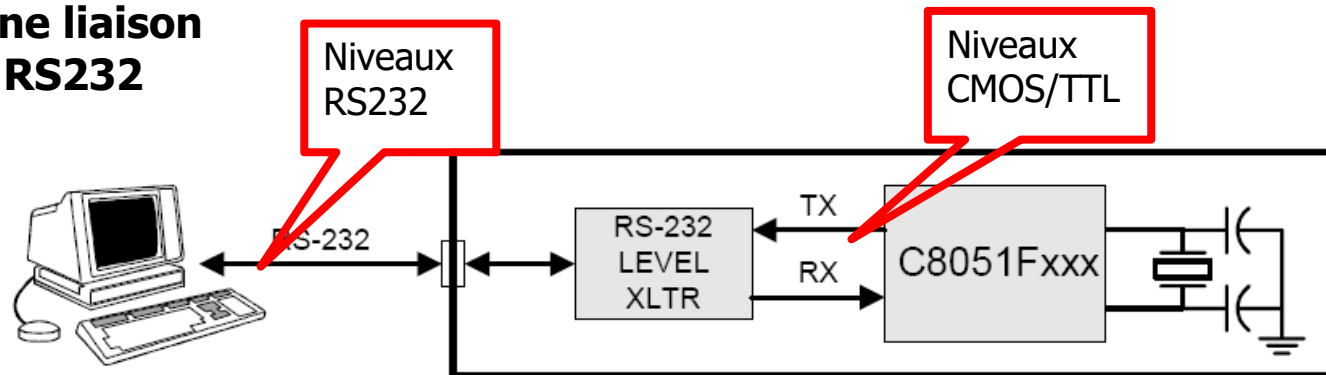 ne liaison
RS232
Niveaux
RS232
Niveaux
CMOS/TTL
RS-232
RS-232
LEVEL
XLTR
TX
RX
C8051Fxxx